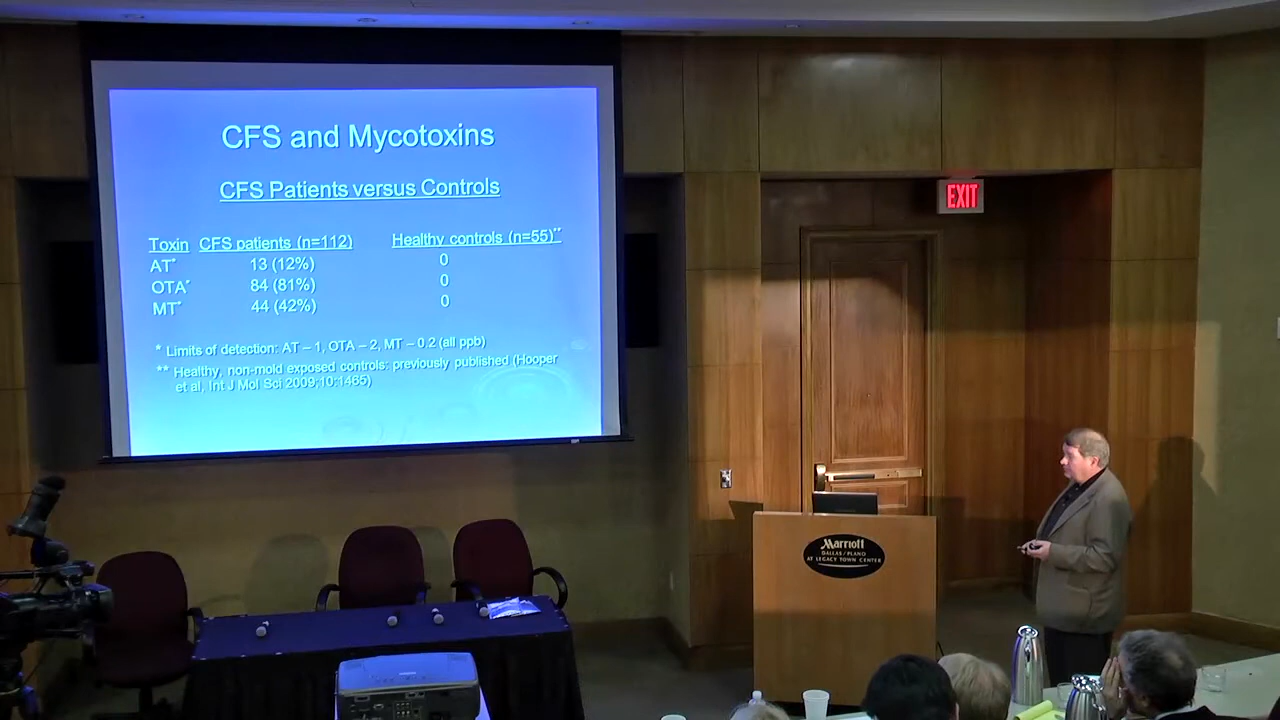 CFS and Mycotoxins
CFS Patients versus Controls
Toxin CFS patients (n=112) Healthy controls (n=55)**
AT* 13 (12%) 0
OTA* 84 (81%) 0
MT* 44 (42%) 0
* Limits of detection: AT – 1, OTA – 2, MT – 0.2 (all ppb)
** Healthy, non-mold exposed controls: previously published (Hooper
et al, Int J Mol Sci 2009;10:1465)
EXIT
Marriott
DALLAS/PLANO
AT LEGACY TOWN CENTER